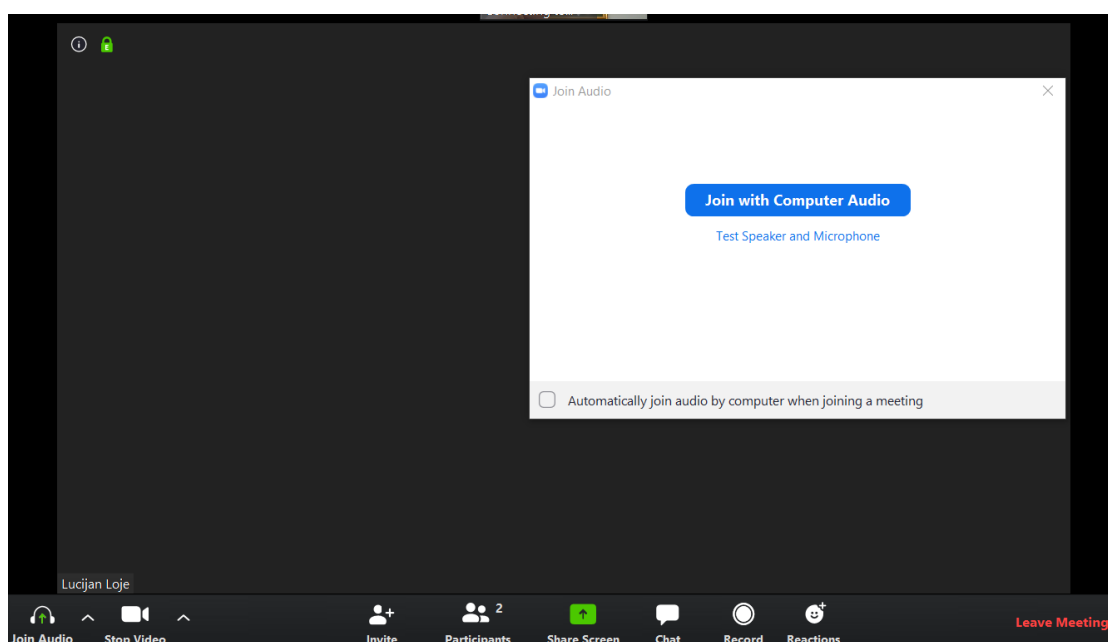 Join Audio
Join with Computer Audio
Test Speaker and Microphone
Automatically join audio by computer when joining a meeting
Lucijan Loje
2
Join Audio Stop Video Invite Participants Share Screen Chat Record Reactions Leave Meeting